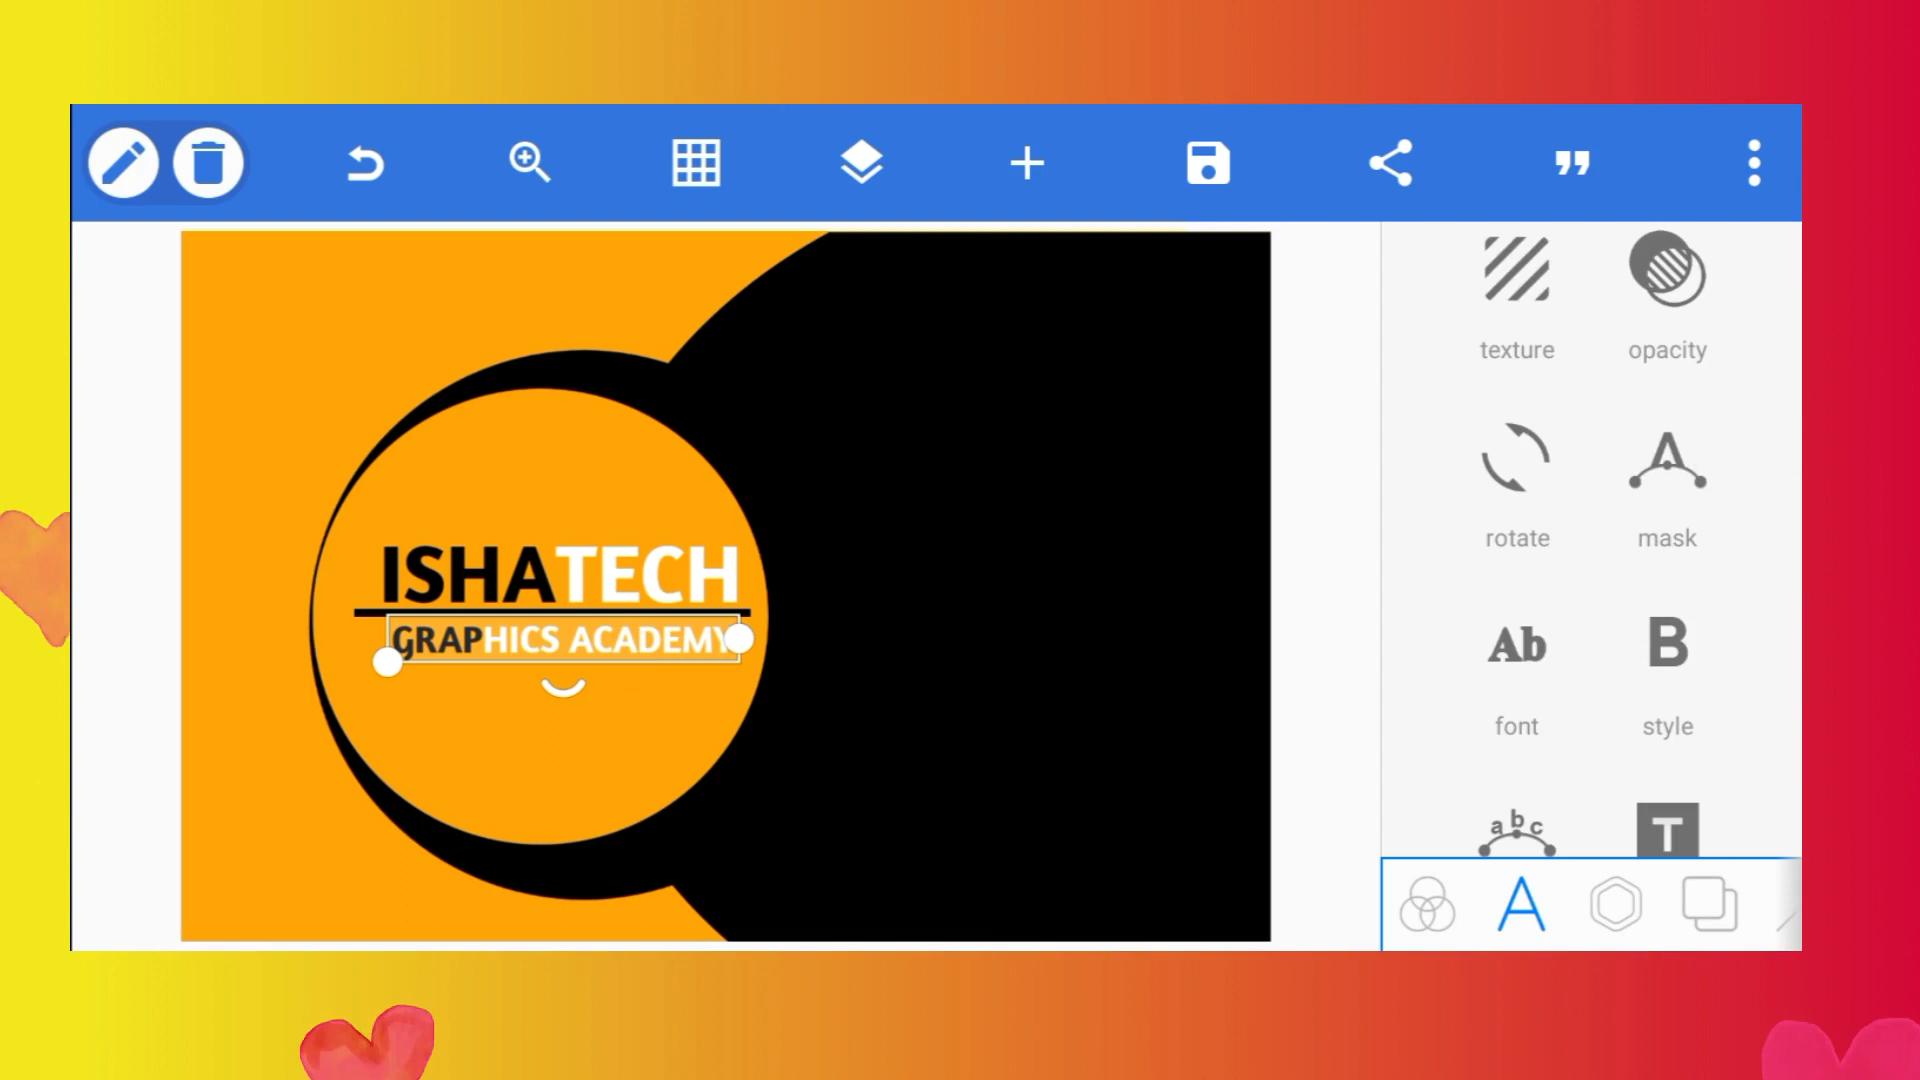 texture
opacity
ISHATECH
GRAPHICS ACADEMY
rotate
mask
Ab
B
font
style
abc
T
A